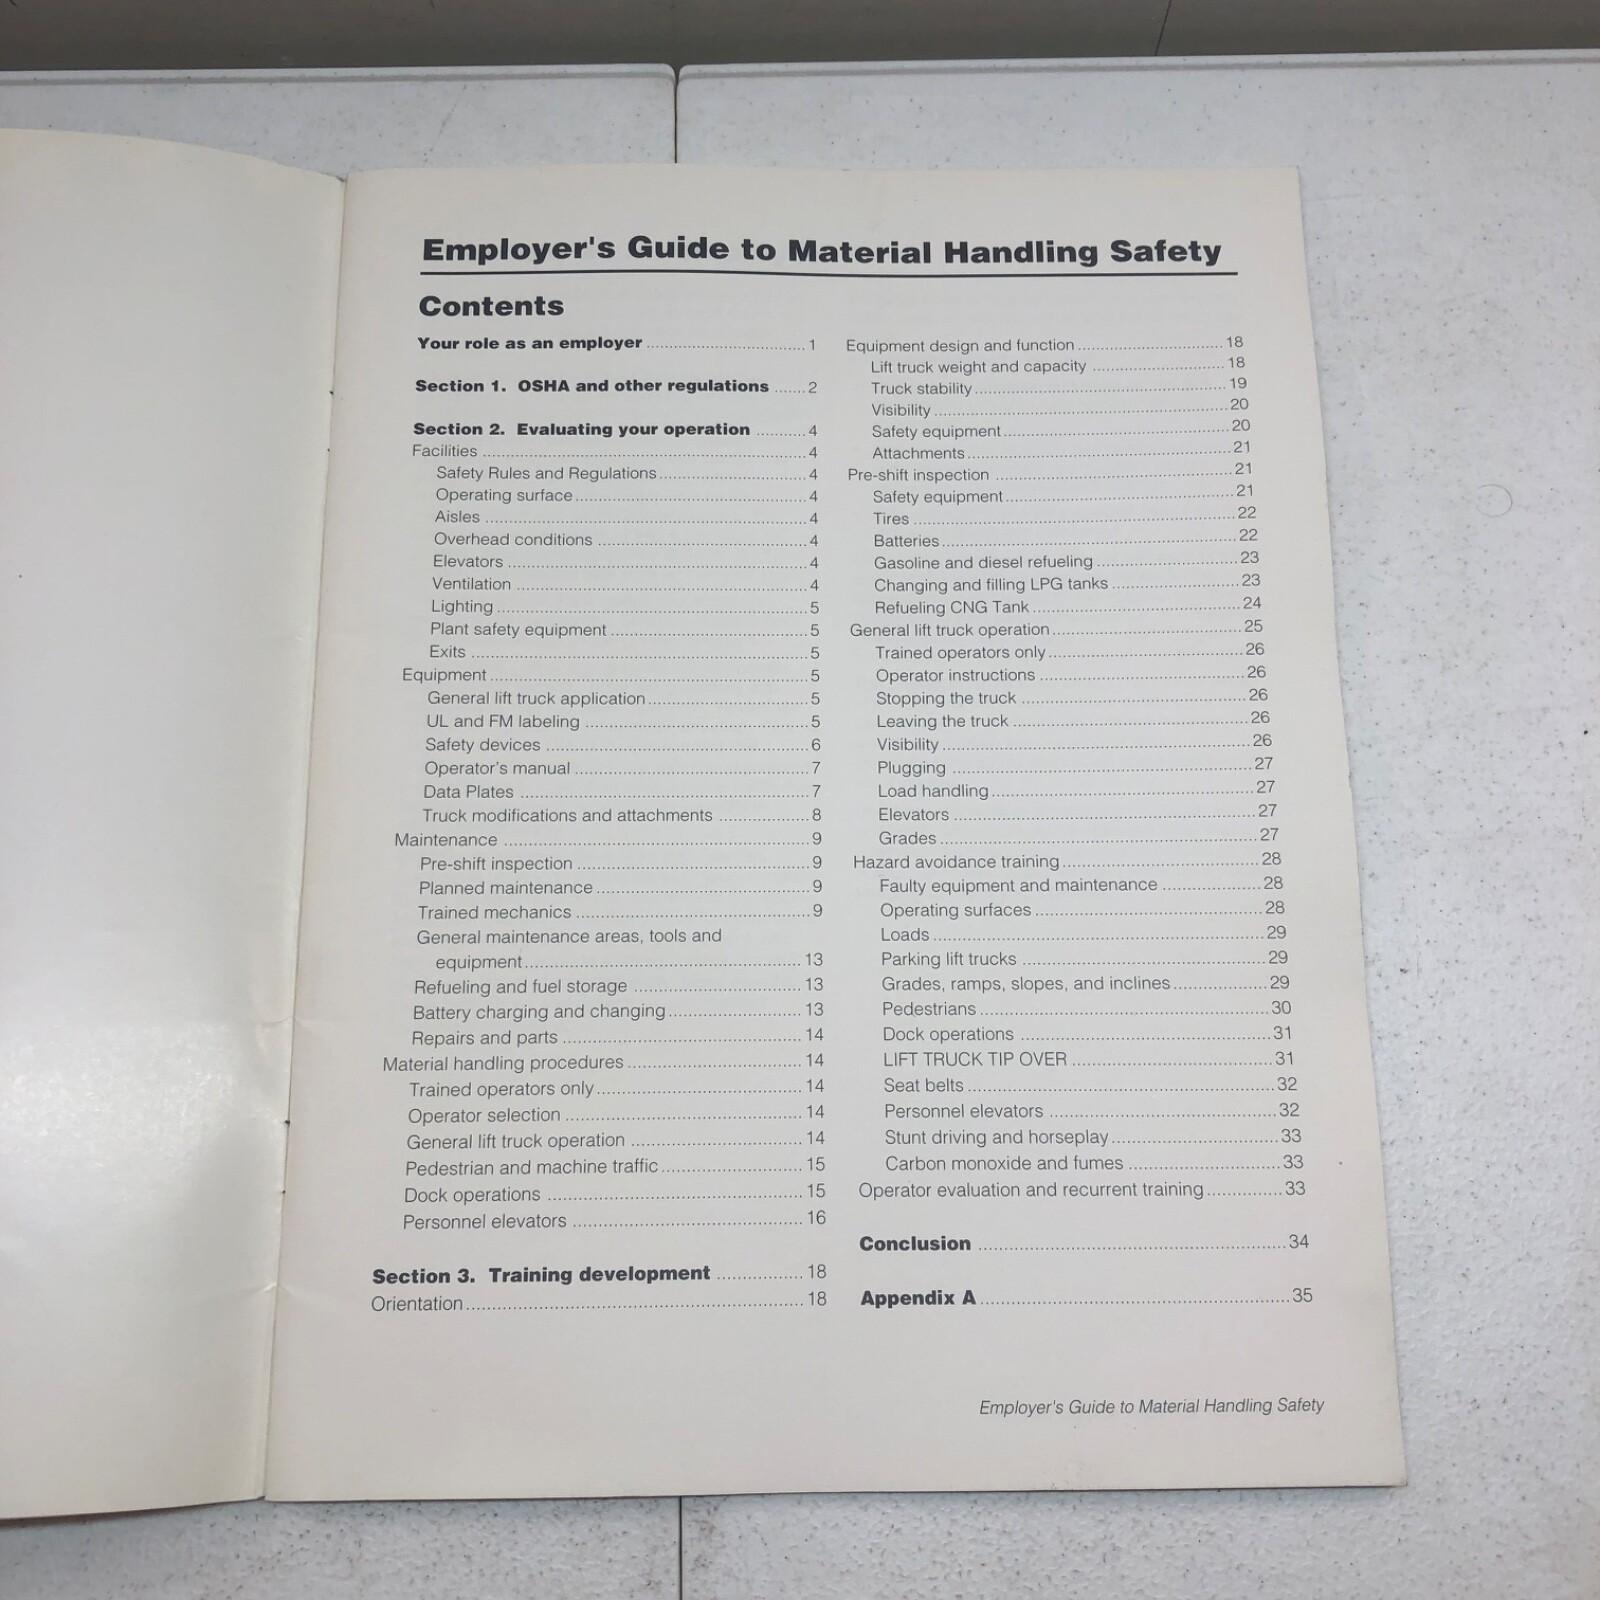 Employer's Guide to Material Handling Safety
Contents
Your role as an employer ................................ 1
Section 1. OSHA and other regulations ....... 2
Section 2. Evaluating your operation .......... 4
Facilities ................................ 4
Safety Rules and Regulations ................................ 4
Operating surface ................................ 4
Aisles ................................ 4
Overhead conditions ................................ 4
Elevators ................................ 4
Ventilation ................................ 4
Lighting ................................ 5
Plant safety equipment ................................ 5
Exits ................................ 5
Equipment ................................ 5
General lift truck application ................................ 5
UL and FM labeling ................................ 5
Safety devices ................................ 6
Operator's manual ................................ 7
Data Plates ................................ 7
Truck modifications and attachments .................. 8
Maintenance ................................ 9
Pre-shift inspection ................................ 9
Planned maintenance ................................ 9
Trained mechanics ................................ 9
General maintenance areas, tools and
equipment ................................ 13
Refueling and fuel storage ................................ 13
Battery charging and changing .......................... 13
Repairs and parts ................................ 14
Material handling procedures ................................ 14
Trained operators only ................................ 14
Operator selection ................................ 14
General lift truck operation ................................ 14
Pedestrian and machine traffic ............................ 15
Dock operations ................................ 15
Personnel elevators ................................ 16
Section 3. Training development ................. 18
Orientation ................................ 18
Equipment design and function ............................. 18
Lift truck weight and capacity ........................... 18
Truck stability ................................ 19
Visibility ................................ 20
Safety equipment ................................ 20
Attachments ................................ 21
Pre-shift inspection ................................ 21
Safety equipment ................................ 21
Tires ................................ 22
Batteries ................................ 22
Gasoline and diesel refueling ............................ 23
Changing and filling LPG tanks ......................... 23
Refueling CNG Tank ................................ 24
General lift truck operation ................................ 25
Trained operators only ................................ 26
Operator instructions ................................ 26
Stopping the truck ................................ 26
Leaving the truck ................................ 26
Visibility ................................ 26
Plugging ................................ 27
Load handling ................................ 27
Elevators ................................ 27
Grades ................................ 27
Hazard avoidance training ................................ 28
Faulty equipment and maintenance .................... 28
Operating surfaces ................................ 28
Loads ................................ 29
Parking lift trucks ................................ 29
Grades, ramps, slopes, and inclines ................... 29
Pedestrians ................................ 30
Dock operations ................................ 31
LIFT TRUCK TIP OVER ................................ 31
Seat belts ................................ 32
Personnel elevators ................................ 32
Stunt driving and horseplay ................................ 33
Carbon monoxide and fumes ............................. 33
Operator evaluation and recurrent training ............... 33
Conclusion ................................ 34
Appendix A ................................ 35
Employer's Guide to Material Handling Safety